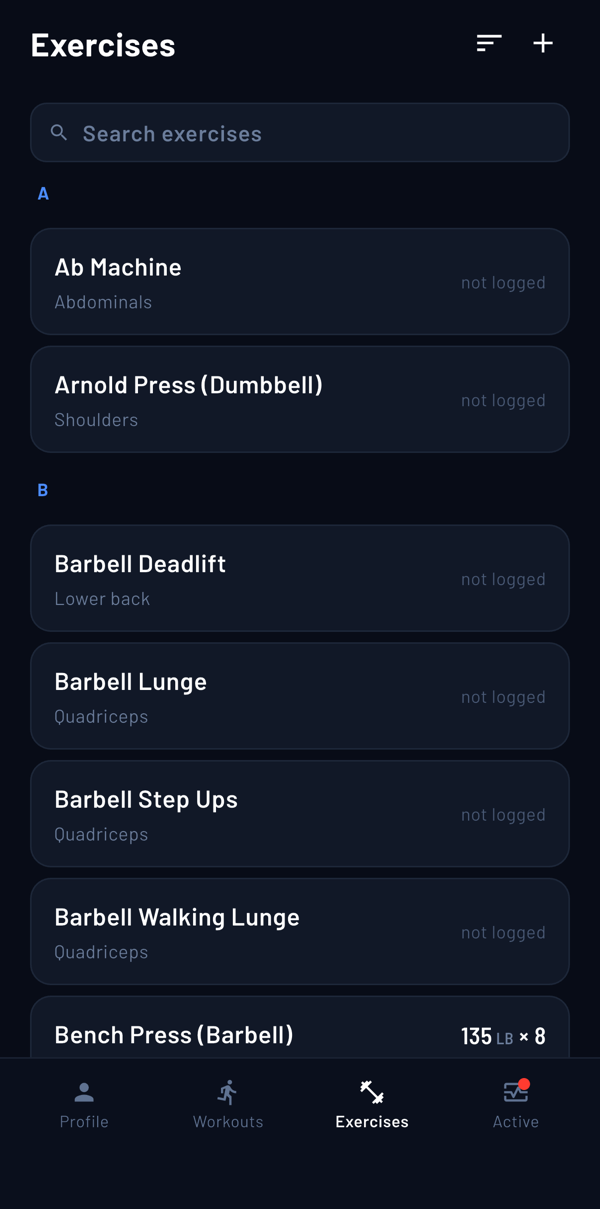 Exercises
Search exercises
A
Ab Machine
Abdominals
not logged
Arnold Press (Dumbbell)
Shoulders
not logged
B
Barbell Deadlift
Lower back
not logged
Barbell Lunge
Quadriceps
not logged
Barbell Step Ups
Quadriceps
not logged
Barbell Walking Lunge
Quadriceps
not logged
Bench Press (Barbell)
135 LB × 8
Profile
Workouts
Exercises
Active